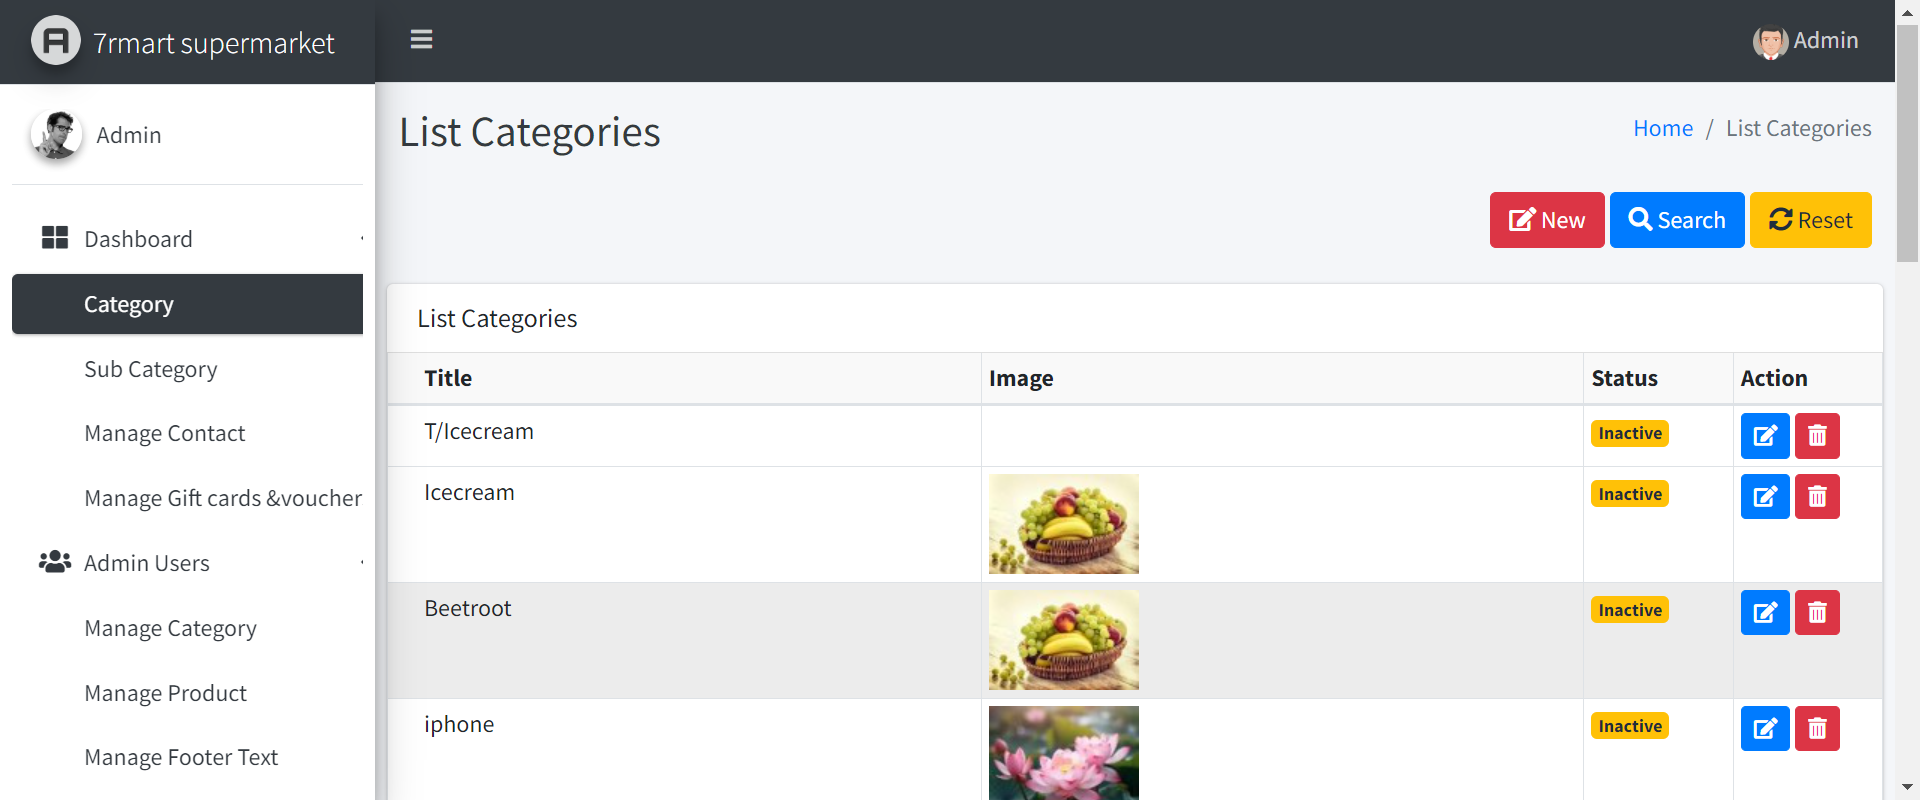 7rmart supermarket
Admin
Admin
List Categories
Home / List Categories
Dashboard
New
Search
Reset
Category
Sub Category
Manage Contact
Manage Gift cards &voucher
Admin Users
Manage Category
Manage Product
Manage Footer Text
List Categories
Title Image Status Action
T/Icecream Inactive
Icecream Inactive
Beetroot Inactive
iphone Inactive